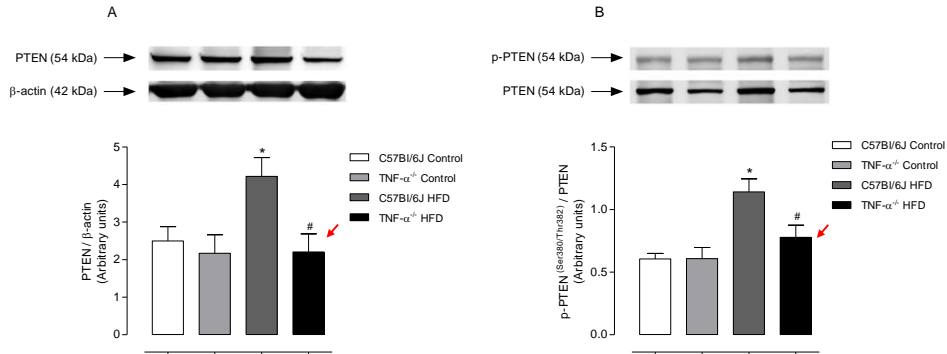 A
PTEN (54 kDa)
β-actin (42 kDa)
5
4
3
2
1
0
PTEN / β-actin
(Arbitrary units)
*
#
C57Bl/6J Control
TNF-α-/- Control
C57Bl/6J HFD
TNF-α-/- HFD
B
p-PTEN (54 kDa)
PTEN (54 kDa)
1.5
1.0
0.5
0.0
p-PTEN(Ser380/Thr382) / PTEN
(Arbitrary units)
*
#
C57Bl/6J Control
TNF-α-/- Control
C57Bl/6J HFD
TNF-α-/- HFD